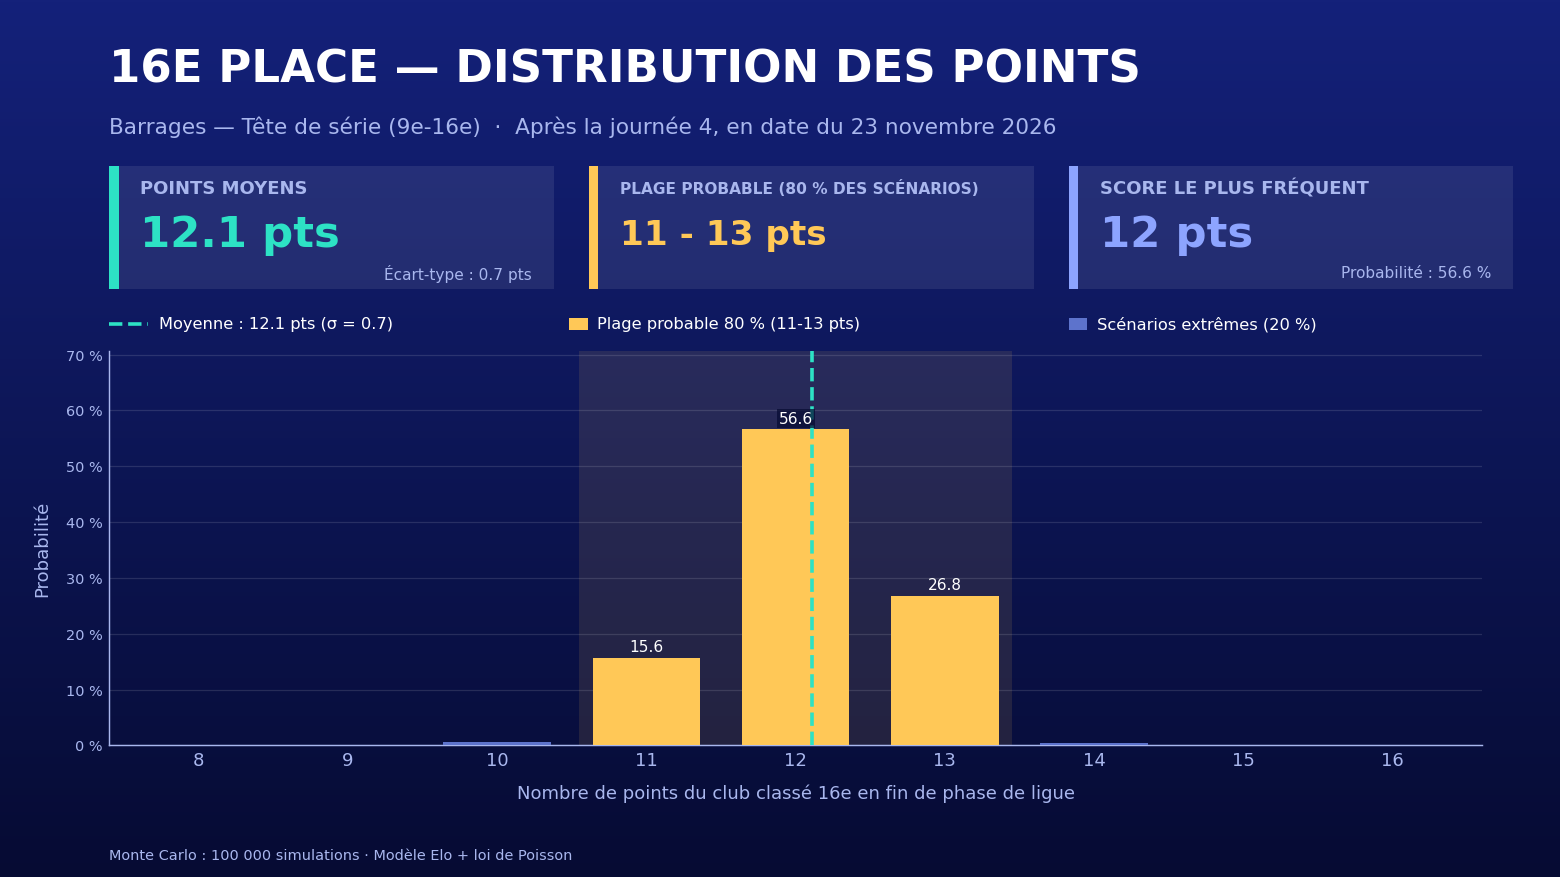 16E PLACE — DISTRIBUTION DES POINTS
Barrages — Tête de série (9e-16e)  ·  Après la journée 4, en date du 23 novembre 2026
POINTS MOYENS
12.1 pts
Écart-type : 0.7 pts
PLAGE PROBABLE (80 % DES SCÉNARIOS)
11 - 13 pts
SCORE LE PLUS FRÉQUENT
12 pts
Probabilité : 56.6 %
Moyenne : 12.1 pts (σ = 0.7)
Plage probable 80 % (11-13 pts)
Scénarios extrêmes (20 %)
Probabilité
70 %
60 %
50 %
40 %
30 %
20 %
10 %
0 %
15.6
56.6
26.8
8
9
10
11
12
13
14
15
16
Nombre de points du club classé 16e en fin de phase de ligue
Monte Carlo : 100 000 simulations · Modèle Elo + loi de Poisson